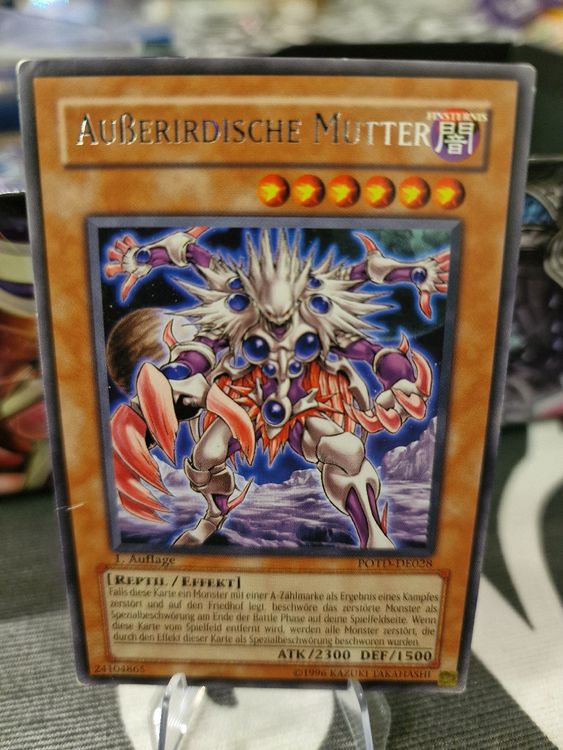 Außerirdische Mutter
FINSTERNIS
闇
1. Auflage
POTD-DE028
[Reptil / Effekt]
Falls diese Karte ein Monster mit einer A-Zählmarke als Ergebnis eines Kampfes
zerstört und auf den Friedhof legt, beschwöre das zerstörte Monster als
Spezialbeschwörung am Ende der Battle Phase auf deine Spielfeldseite. Wenn
diese Karte vom Spielfeld entfernt wird, werden alle Monster zerstört, die
durch den Effekt dieser Karte als Spezialbeschwörung beschworen wurden.
ATK/2300 DEF/1500
24104865
©1996 KAZUKI TAKAHASHI